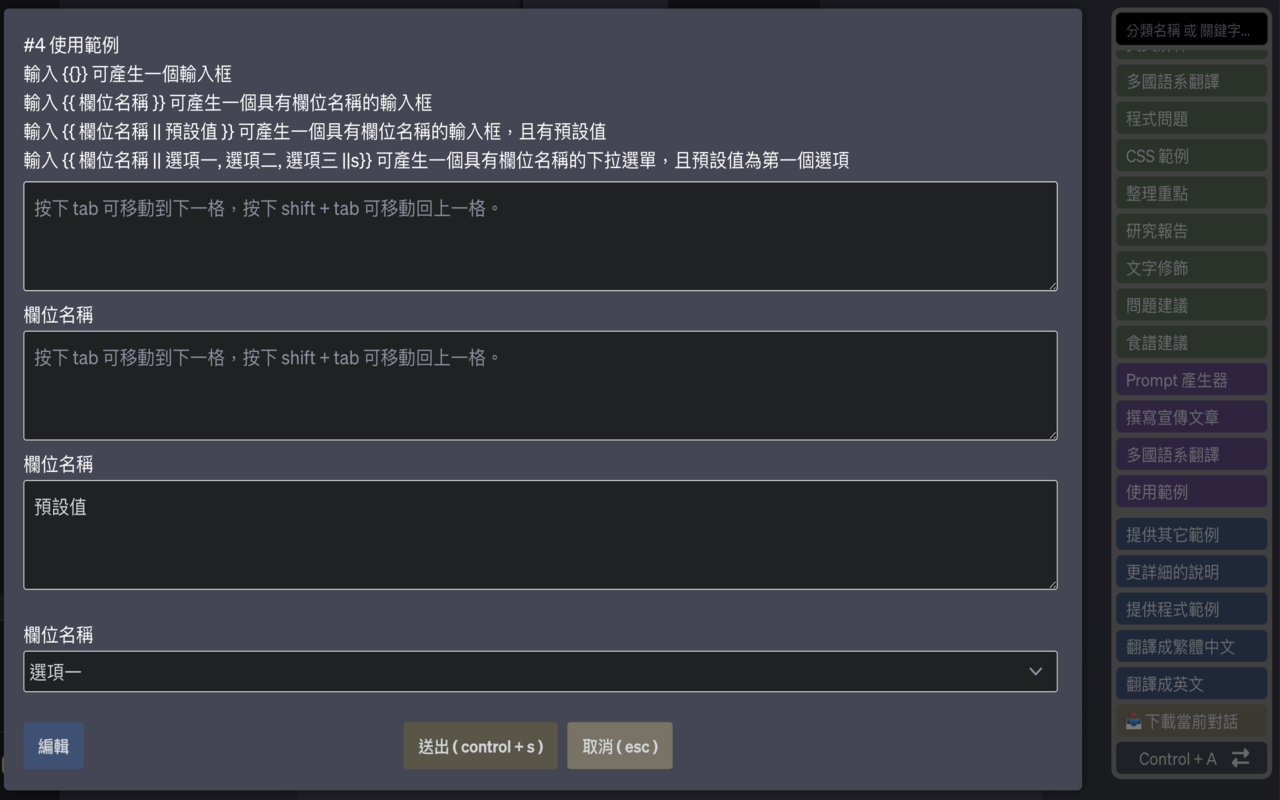 #4 使用範例
輸入 {{}} 可產生一個輸入框
輸入 {{ 欄位名稱 }} 可產生一個具有欄位名稱的輸入框
輸入 {{ 欄位名稱 || 預設值 }} 可產生一個具有欄位名稱的輸入框,且有預設值
輸入 {{ 欄位名稱 || 選項一, 選項二, 選項三 ||s}} 可產生一個具有欄位名稱的下拉選單,且預設值為第一個選項
按下 tab 可移動到下一格,按下 shift + tab 可移動回上一格。
欄位名稱
按下 tab 可移動到下一格,按下 shift + tab 可移動回上一格。
欄位名稱
預設值
欄位名稱
選項一
編輯
送出 ( control + s )
取消 ( esc )
分類名稱 或 關鍵字...
多國語系翻譯
程式問題
CSS 範例
整理重點
研究報告
文字修飾
問題建議
食譜建議
Prompt 產生器
撰寫宣傳文章
多國語系翻譯
使用範例
提供其它範例
更詳細的說明
提供程式範例
翻譯成繁體中文
翻譯成英文
下載當前對話
Control + A